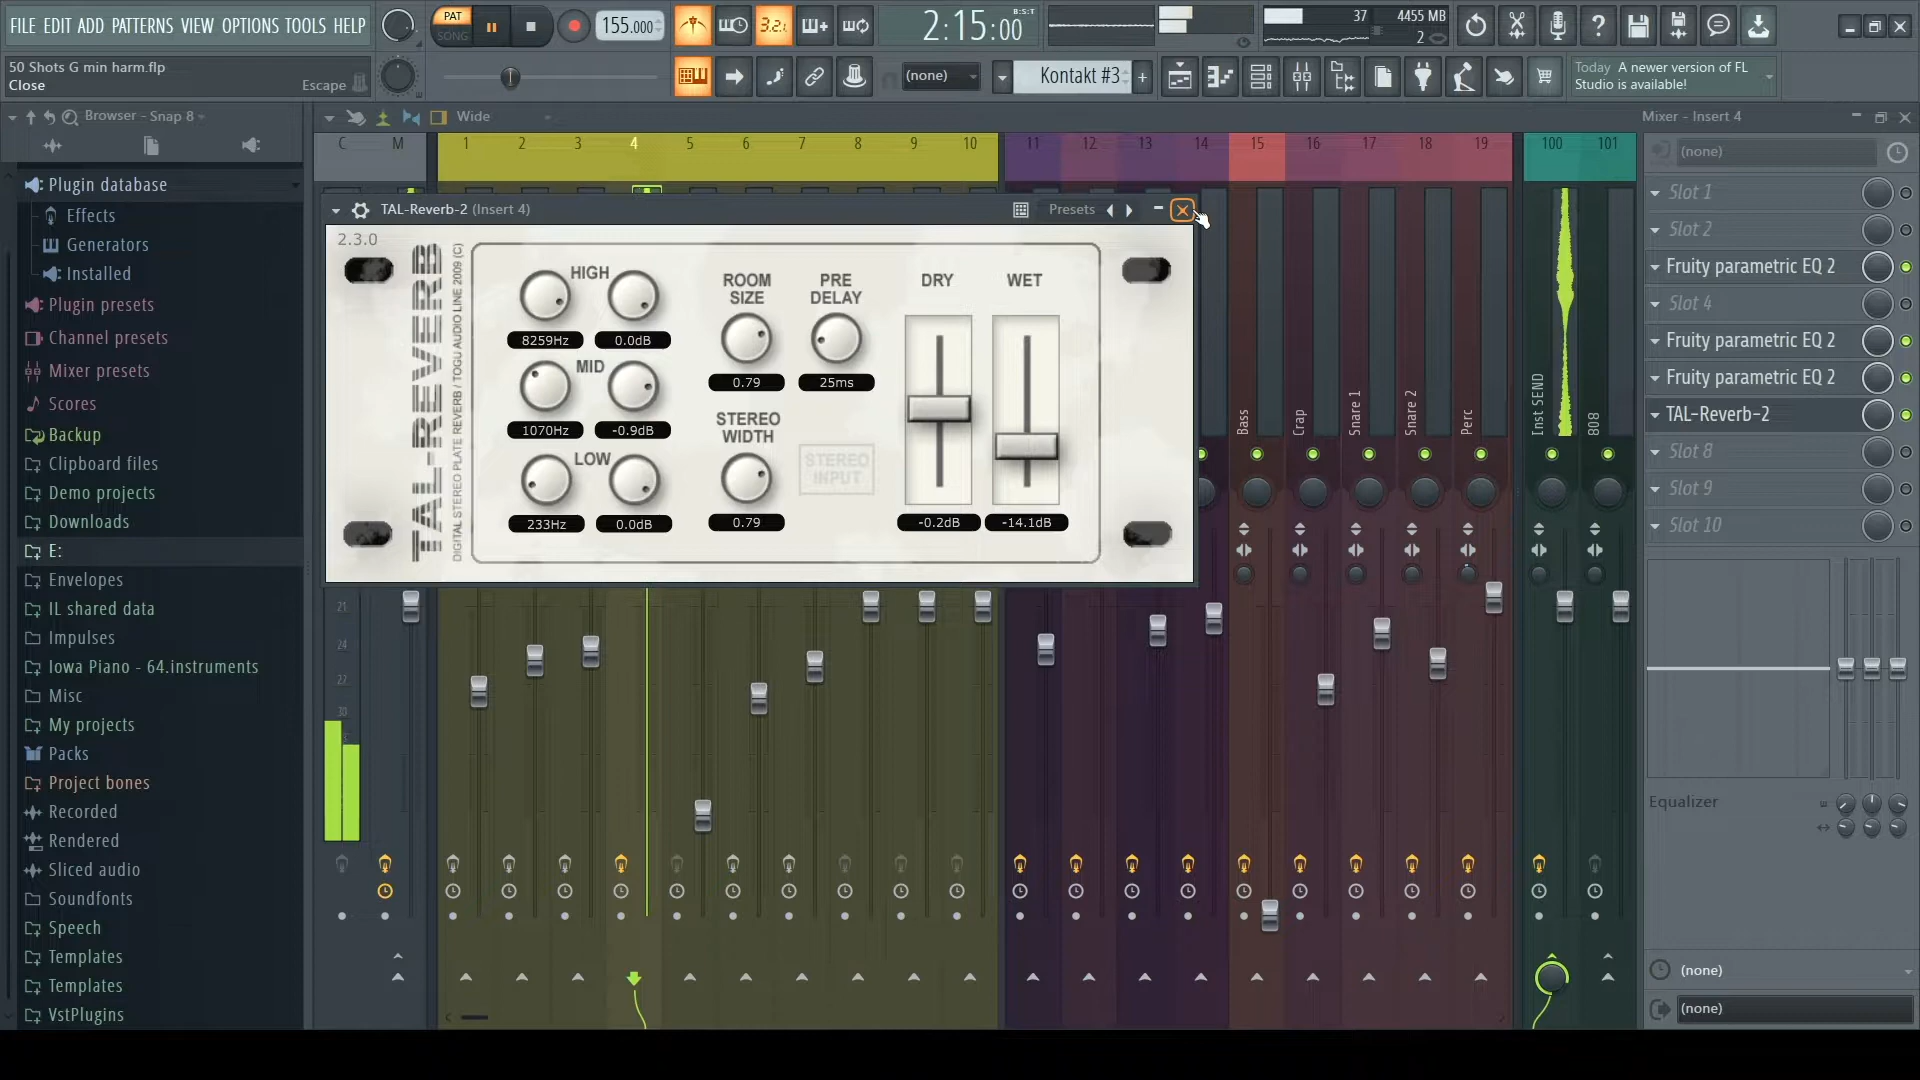 FILE EDIT ADD PATTERNS VIEW OPTIONS TOOLS HELP
PAT
SONG
155.000
3.2.1
2:15:00
B:S:T
37
4455 MB
2
50 Shots G min harm.flp
Close
Escape
(none)
Kontakt #3
Today A newer version of FL
Studio is available!
Browser - Snap 8
Wide
Mixer - Insert 4
C M 1 2 3 4 5 6 7 8 9 10 11 12 13 14 15 16 17 18 19 100 101
Plugin database
Effects
Generators
Installed
Plugin presets
Channel presets
Mixer presets
Scores
Backup
Clipboard files
Demo projects
Downloads
E:
Envelopes
IL shared data
Impulses
Iowa Piano - 64.instruments
Misc
My projects
Packs
Project bones
Recorded
Rendered
Sliced audio
Soundfonts
Speech
Templates
Templates
VstPlugins
TAL-Reverb-2 (Insert 4)
Presets
2.3.0
TAL-REVERB
DIGITAL STEREO PLATE REVERB / TOGU AUDIO LINE 2009 (C)
HIGH
8259Hz
0.0dB
MID
1070Hz
-0.9dB
LOW
233Hz
0.0dB
ROOM
SIZE
0.79
PRE
DELAY
25ms
STEREO
WIDTH
0.79
STEREO
INPUT
DRY
-0.2dB
WET
-14.1dB
Bass
Crap
Snare 1
Snare 2
Perc
Inst SEND
808
21
24
(none)
Slot 1
Slot 2
Fruity parametric EQ 2
Slot 4
Fruity parametric EQ 2
Fruity parametric EQ 2
TAL-Reverb-2
Slot 8
Slot 9
Slot 10
Equalizer
(none)
(none)